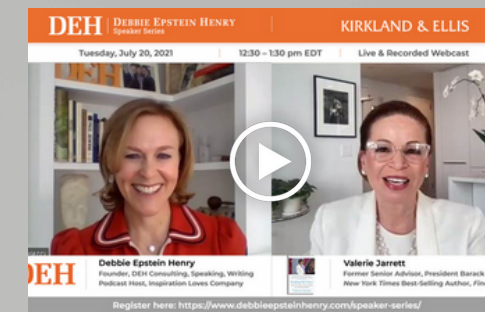 DEH
DEBBIE EPSTEIN HENRY
Speaker Series
KIRKLAND & ELLIS
Tuesday, July 20, 2021
12:30 – 1:30 pm EDT
Live & Recorded Webcast
DEH
Debbie Epstein Henry
Founder, DEH Consulting, Speaking, Writing
Podcast Host, Inspiration Loves Company
Valerie Jarrett
Former Senior Advisor, President Barack
New York Times Best-Selling Author,
Register here: https://www.debbieepsteinhenry.com/speaker-series/